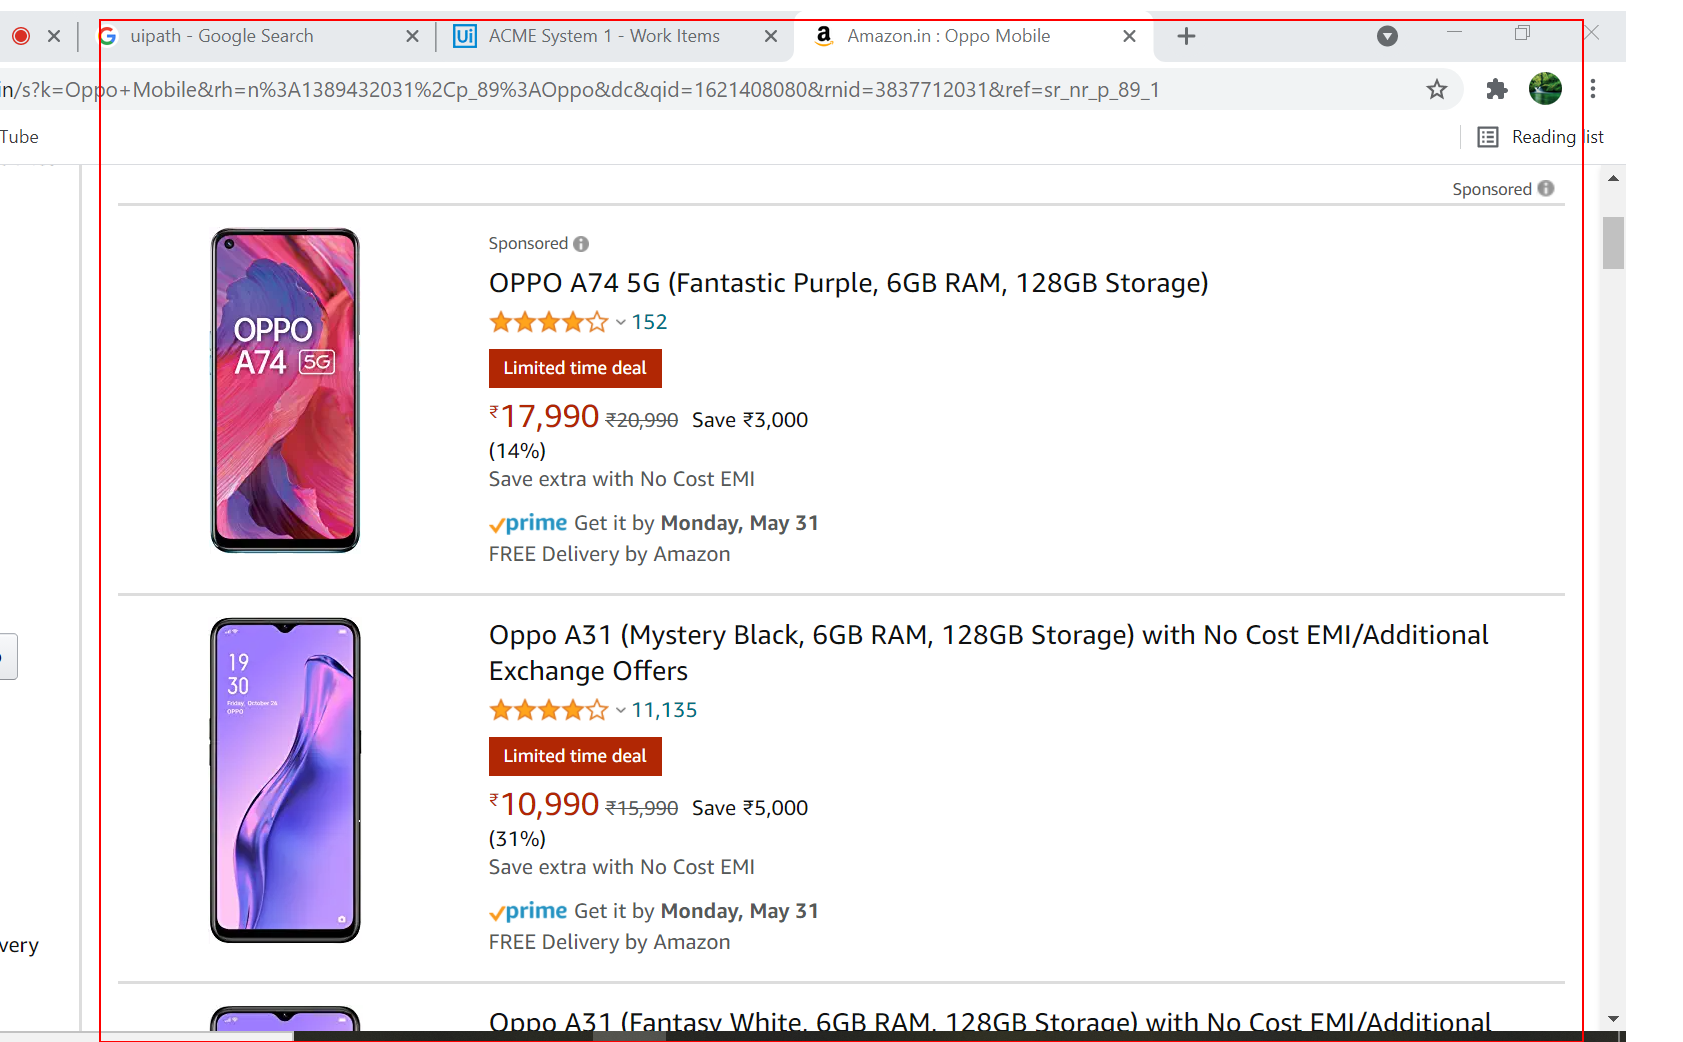 uipath - Google Search
ACME System 1 - Work Items
Amazon.in : Oppo Mobile
in/s?k=Oppo+Mobile&rh=n%3A1389432031%2Cp_89%3AOppo&dc&qid=1621408080&rnid=3837712031&ref=sr_nr_p_89_1
Tube
Reading list
Sponsored
Sponsored
OPPO A74 5G (Fantastic Purple, 6GB RAM, 128GB Storage)
152
OPPO
A74 5G
Limited time deal
₹17,990 ₹20,990 Save ₹3,000
(14%)
Save extra with No Cost EMI
prime Get it by Monday, May 31
FREE Delivery by Amazon
Oppo A31 (Mystery Black, 6GB RAM, 128GB Storage) with No Cost EMI/Additional
Exchange Offers
19
30
Friday, October 26
OPPO
11,135
Limited time deal
₹10,990 ₹15,990 Save ₹5,000
(31%)
Save extra with No Cost EMI
prime Get it by Monday, May 31
FREE Delivery by Amazon
very
Oppo A31 (Fantasy White, 6GB RAM, 128GB Storage) with No Cost EMI/Additional